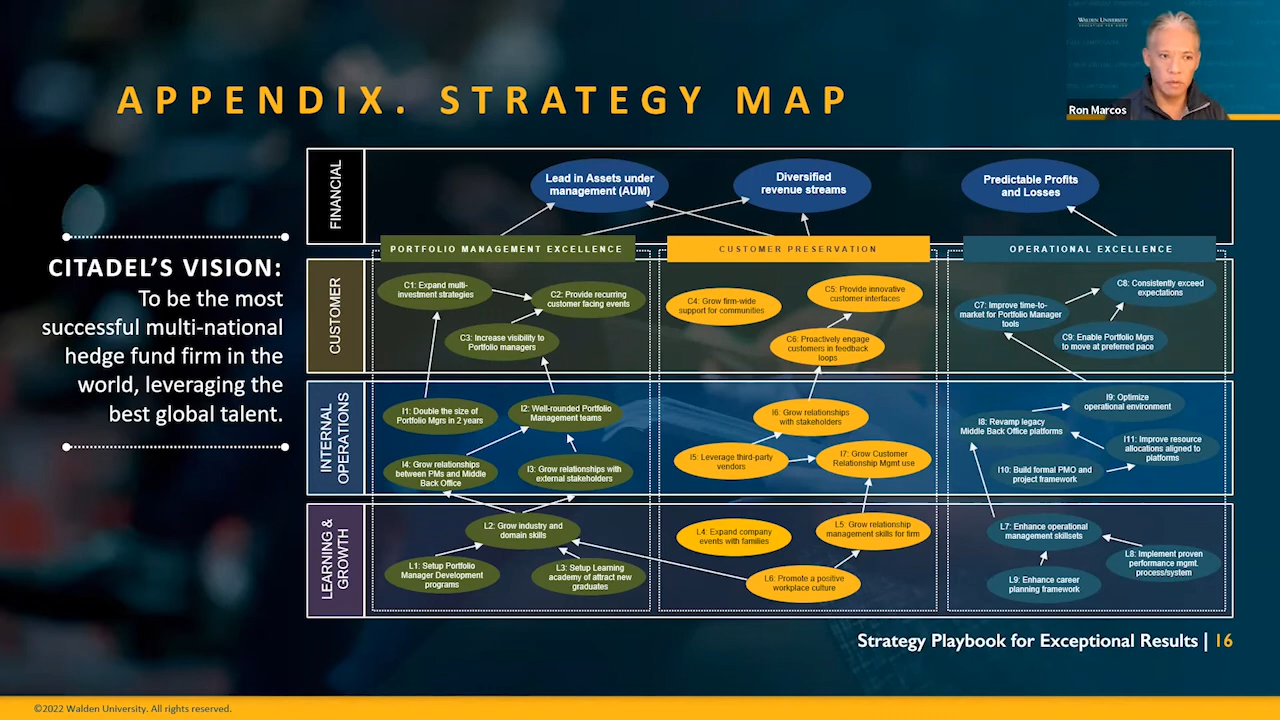 WALDEN UNIVERSITY
Ron Marcos
APPENDIX. STRATEGY MAP
CITADEL'S VISION:
To be the most
successful multi-national
hedge fund firm in the
world, leveraging the
best global talent.
FINANCIAL
Lead in Assets under
management (AUM)
Diversified
revenue streams
Predictable Profits
and Losses
PORTFOLIO MANAGEMENT EXCELLENCE
CUSTOMER PRESERVATION
OPERATIONAL EXCELLENCE
CUSTOMER
C1: Expand multi-
investment strategies
C2: Provide recurring
customer facing events
C3: Increase visibility to
Portfolio managers
C4: Grow firm-wide
support for communities
C5: Provide innovative
customer interfaces
C6: Proactively engage
customers in feedback
loops
C7: Improve time-to-
market for Portfolio Manager
tools
C8: Consistently exceed
expectations
C9: Enable Portfolio Mgrs
to move at preferred pace
INTERNAL
OPERATIONS
I1: Double the size of
Portfolio Mgrs in 2 years
I2: Well-rounded Portfolio
Management teams
I4: Grow relationships
between PMs and Middle
Back Office
I3: Grow relationships with
external stakeholders
I6: Grow relationships
with stakeholders
I5: Leverage third-party
vendors
I7: Grow Customer
Relationship Mgmt use
I9: Optimize
operational environment
I8: Revamp legacy
Middle Back Office platforms
I11: Improve resource
allocations aligned to
platforms
I10: Build formal PMO and
project framework
LEARNING &
GROWTH
L2: Grow industry and
domain skills
L1: Setup Portfolio
Manager Development
programs
L3: Setup Learning
academy of attract new
graduates
L4: Expand company
events with families
L5: Grow relationship
management skills for firm
L6: Promote a positive
workplace culture
L7: Enhance operational
management skillsets
L8: Implement proven
performance mgmt.
process/system
L9: Enhance career
planning framework
Strategy Playbook for Exceptional Results | 16
©2022 Walden University. All rights reserved.